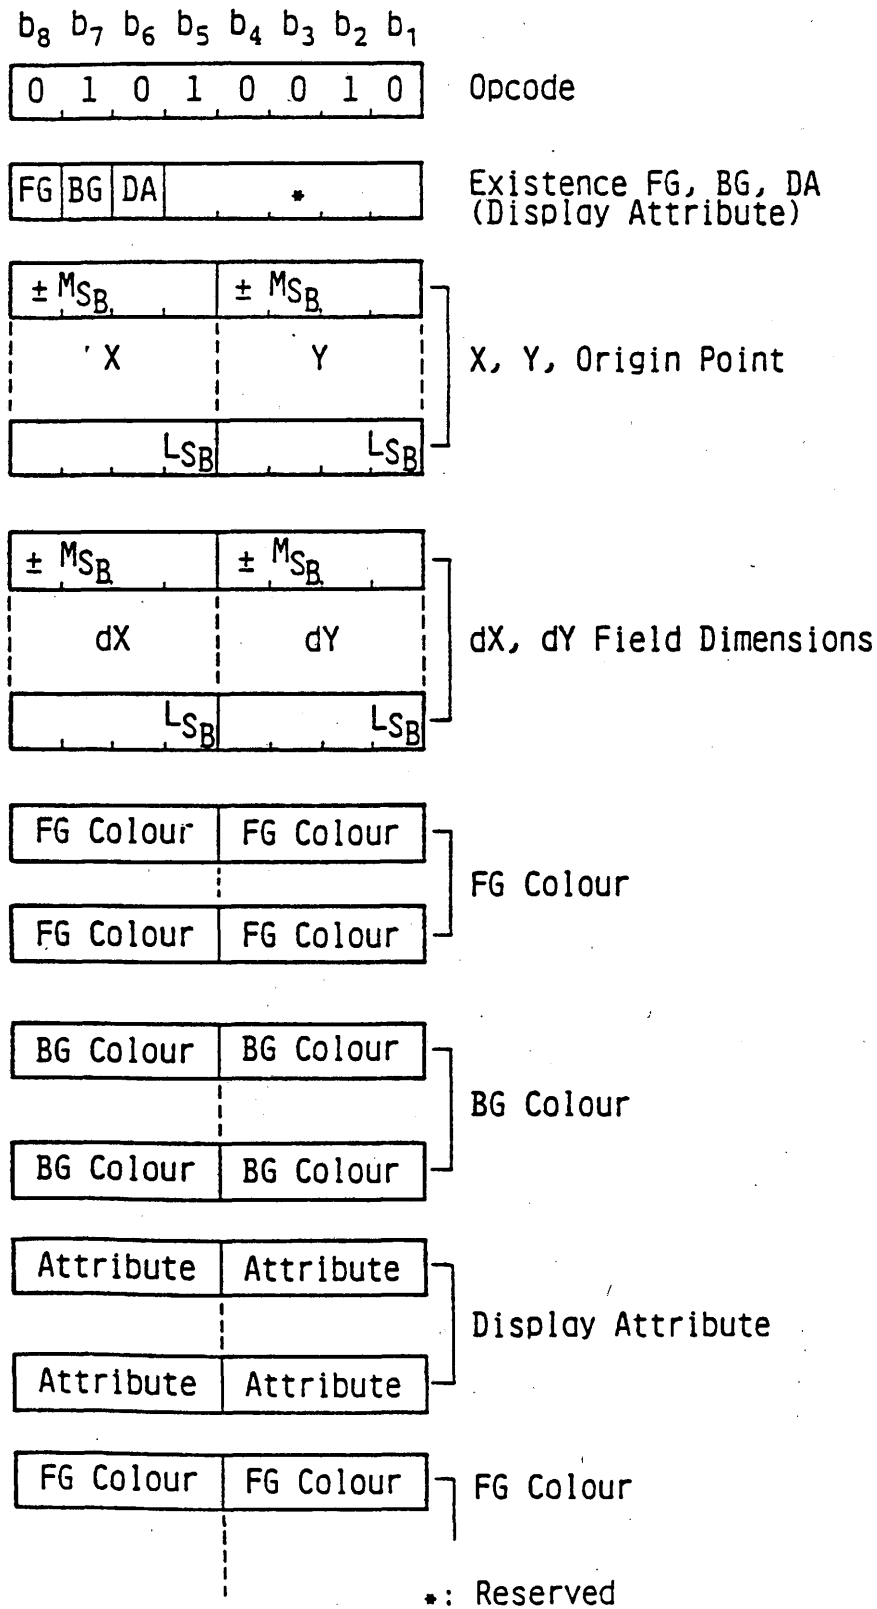 b8 b7 b6 b5 b4 b3 b2 b1
0 1 0 1 0 0 1 0 Opcode
FG BG DA * Existence FG, BG, DA
(Display Attribute)
± MSB ± MSB
X Y X, Y, Origin Point
LSB LSB
± MSB ± MSB
dX dY dX, dY Field Dimensions
LSB LSB
FG Colour FG Colour
FG Colour
FG Colour FG Colour
BG Colour BG Colour
BG Colour
BG Colour BG Colour
Attribute Attribute
Display Attribute
Attribute Attribute
FG Colour FG Colour FG Colour
*: Reserved